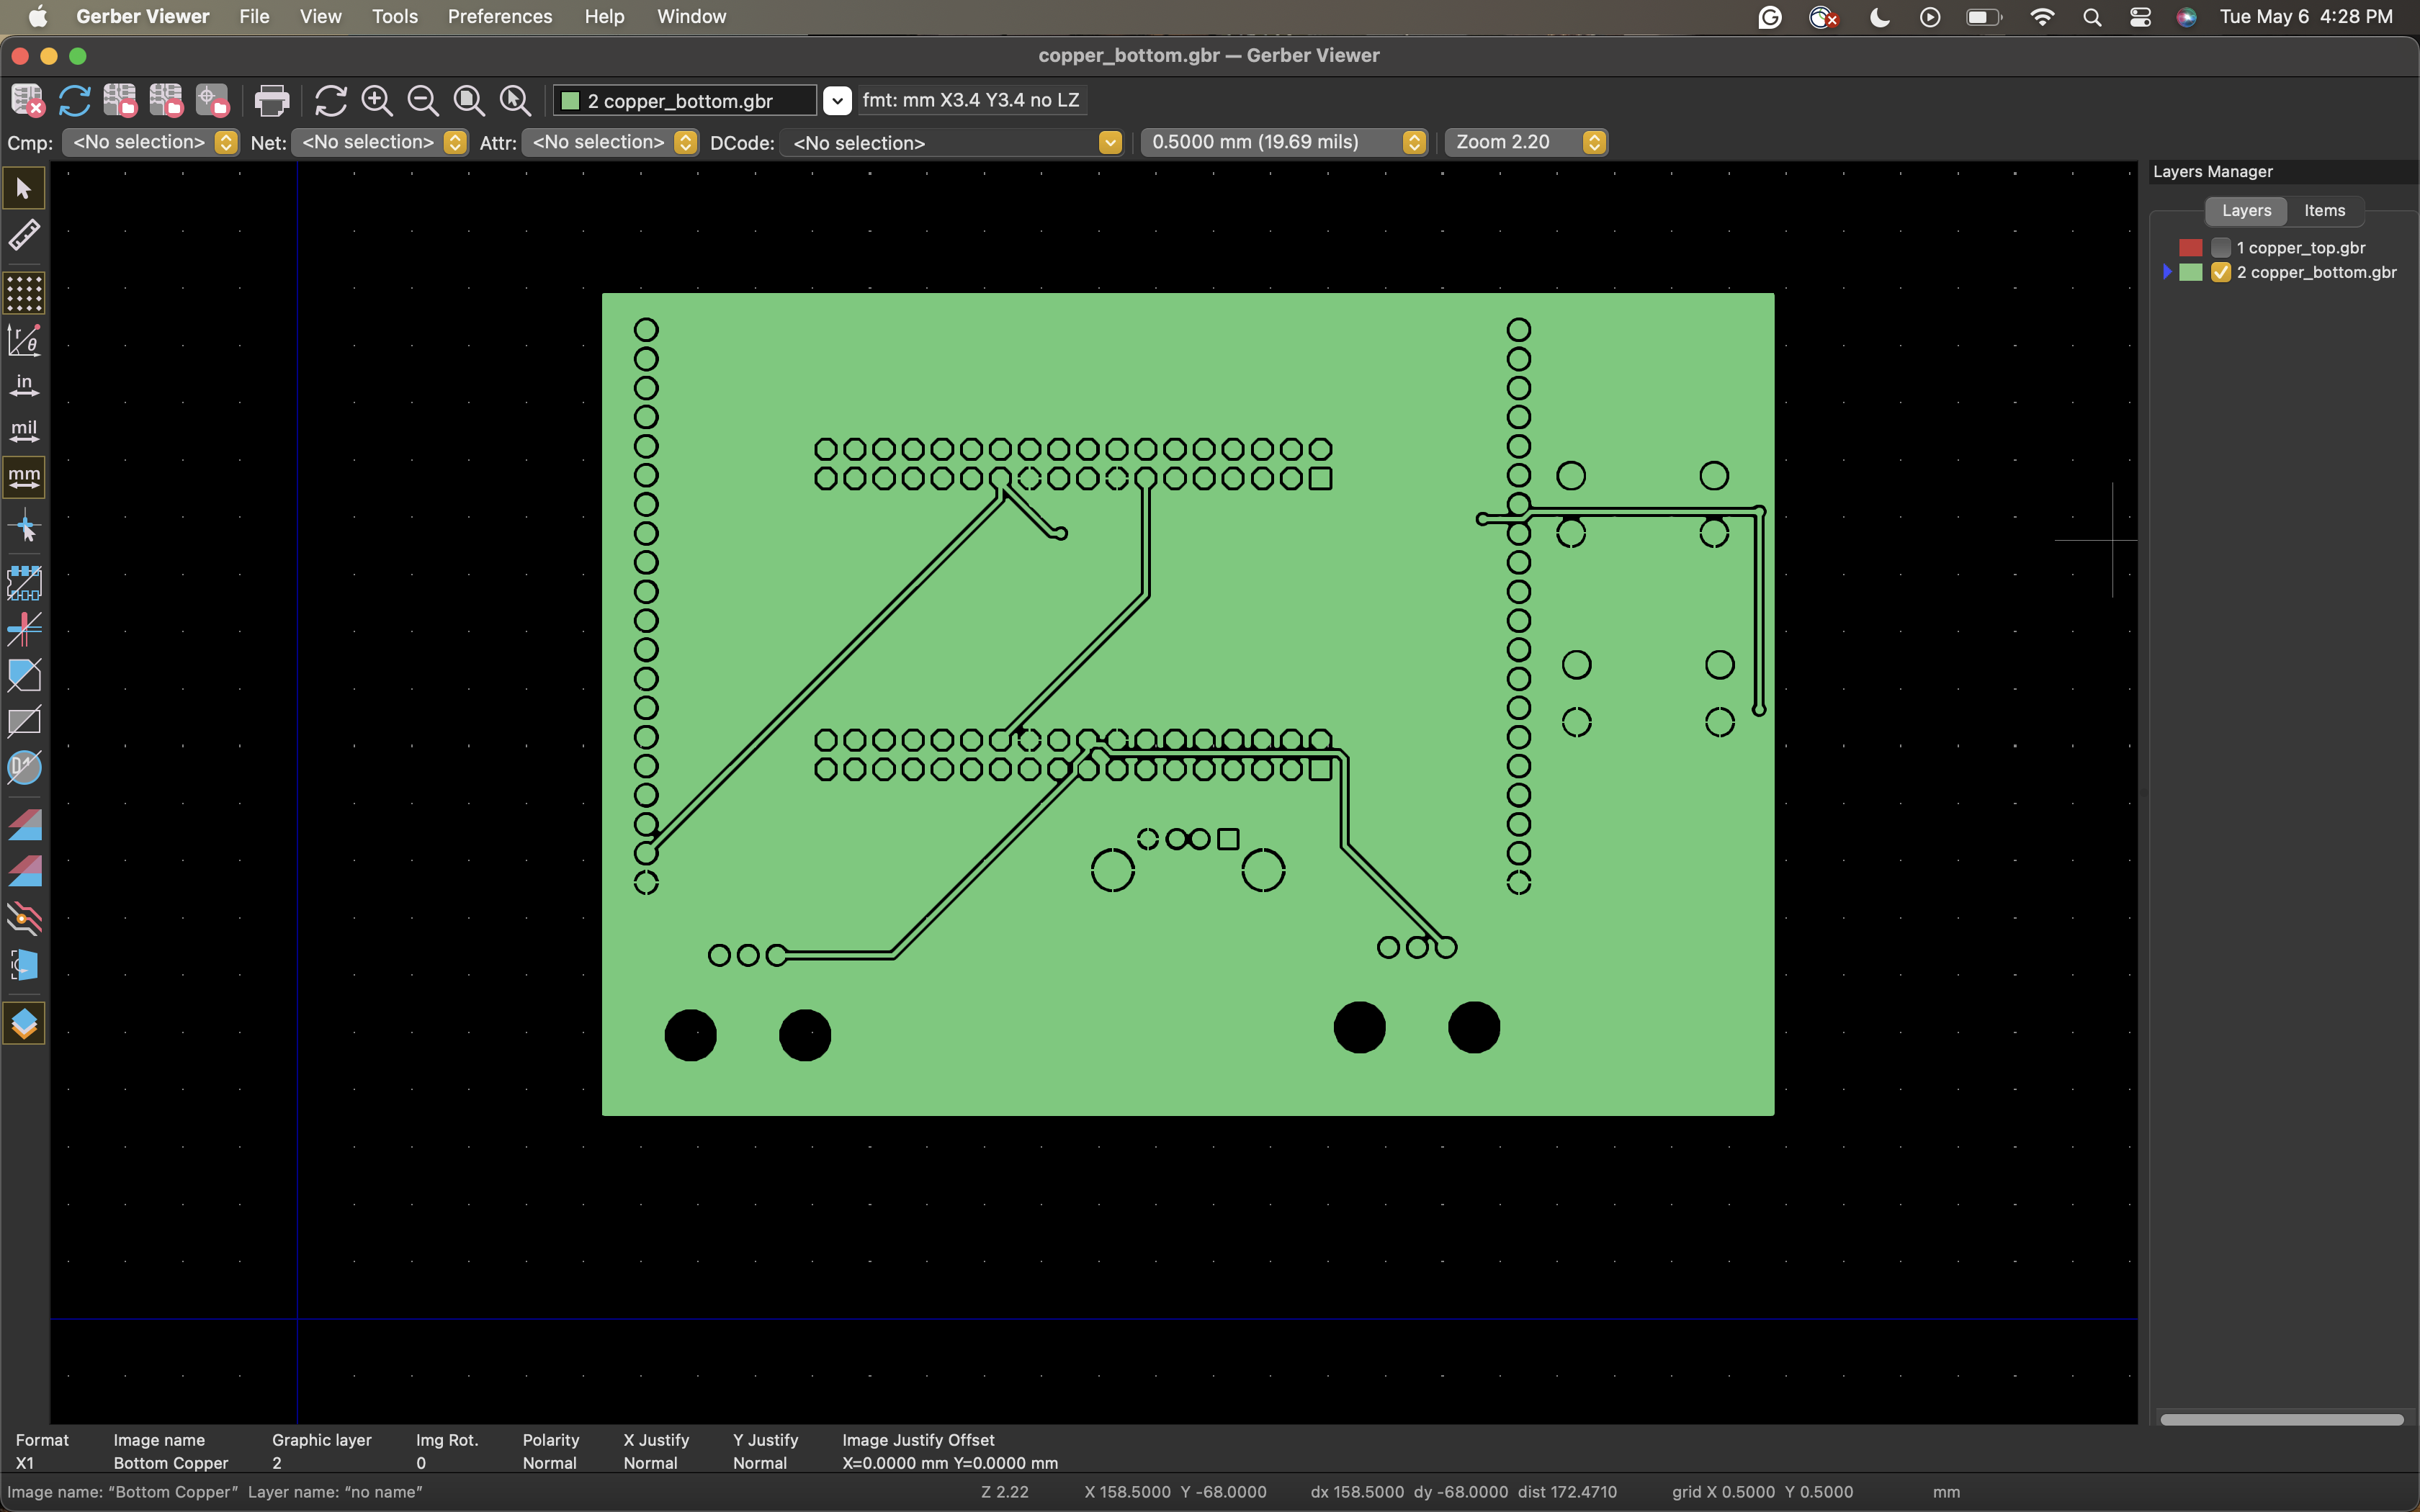 Gerber Viewer File View Tools Preferences Help Window Tue May 6 4:28 PM
copper_bottom.gbr — Gerber Viewer
2 copper_bottom.gbr fmt: mm X3.4 Y3.4 no LZ
Cmp: <No selection> Net: <No selection> Attr: <No selection> DCode: <No selection> 0.5000 mm (19.69 mils) Zoom 2.20
Layers Manager
Layers Items
1 copper_top.gbr
2 copper_bottom.gbr
r
θ
in
mil
mm
Format Image name Graphic layer Img Rot. Polarity X Justify Y Justify Image Justify Offset
X1 Bottom Copper 2 0 Normal Normal Normal X=0.0000 mm Y=0.0000 mm
Image name: “Bottom Copper” Layer name: “no name” Z 2.22 X 158.5000 Y -68.0000 dx 158.5000 dy -68.0000 dist 172.4710 grid X 0.5000 Y 0.5000 mm